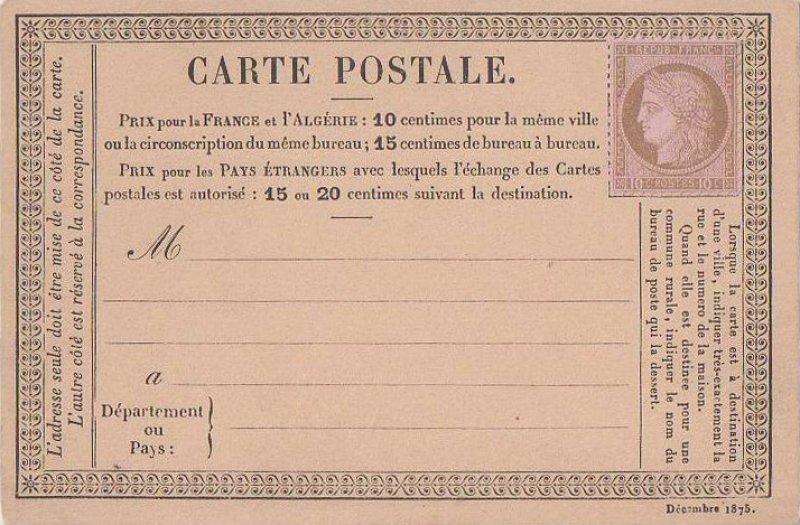 CARTE POSTALE.
PRIX pour la FRANCE et l'ALGÉRIE : 10 centimes pour la même ville
ou la circonscription du même bureau ; 15 centimes de bureau à bureau.
PRIX pour les PAYS ÉTRANGERS avec lesquels l'échange des Cartes
postales est autorisé : 15 ou 20 centimes suivant la destination.
REPUB · FRANC ·
10 C · POSTES · 10 C
M
a
Département
ou
Pays :
L'adresse seule doit être mise de ce côté de la carte.
L'autre côté est réservé à la correspondance.
Lorsque la carte est à destination
d'une ville, indiquer très-exactement la
rue et le numero de la maison.
Quand elle est destinee pour une
commune rurale, indiquer le nom du
bureau de poste qui la dessert.
Décembre 1875.